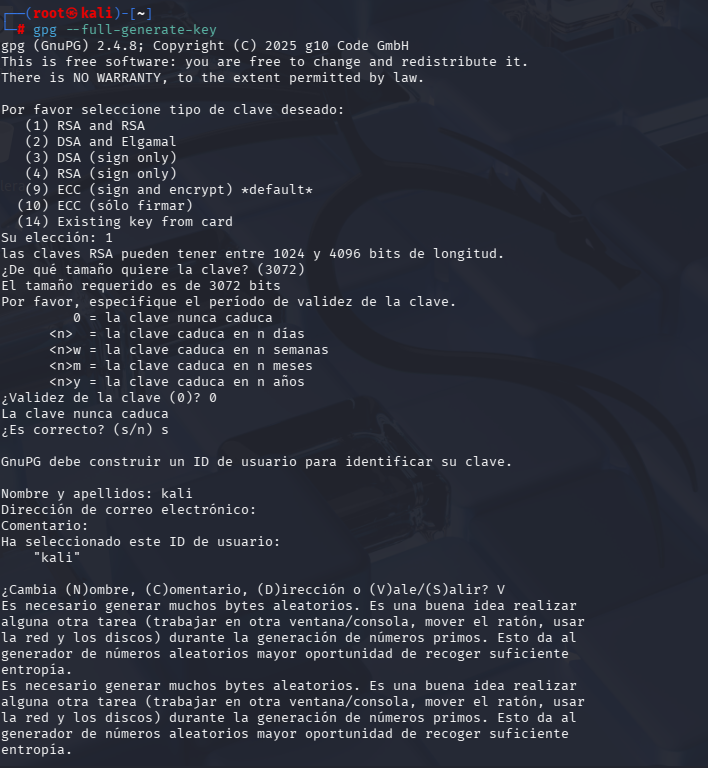 ┌──(root㉿kali)-[~]
└─# gpg --full-generate-key
gpg (GnuPG) 2.4.8; Copyright (C) 2025 g10 Code GmbH
This is free software: you are free to change and redistribute it.
There is NO WARRANTY, to the extent permitted by law.

Por favor seleccione tipo de clave deseado:
   (1) RSA and RSA
   (2) DSA and Elgamal
   (3) DSA (sign only)
   (4) RSA (sign only)
   (9) ECC (sign and encrypt) *default*
  (10) ECC (sólo firmar)
  (14) Existing key from card
Su elección: 1
las claves RSA pueden tener entre 1024 y 4096 bits de longitud.
¿De qué tamaño quiere la clave? (3072)
El tamaño requerido es de 3072 bits
Por favor, especifique el período de validez de la clave.
         0 = la clave nunca caduca
      <n>  = la clave caduca en n días
      <n>w = la clave caduca en n semanas
      <n>m = la clave caduca en n meses
      <n>y = la clave caduca en n años
¿Validez de la clave (0)? 0
La clave nunca caduca
¿Es correcto? (s/n) s

GnuPG debe construir un ID de usuario para identificar su clave.

Nombre y apellidos: kali
Dirección de correo electrónico:
Comentario:
Ha seleccionado este ID de usuario:
    "kali"

¿Cambia (N)ombre, (C)omentario, (D)irección o (V)ale/(S)alir? V
Es necesario generar muchos bytes aleatorios. Es una buena idea realizar
alguna otra tarea (trabajar en otra ventana/consola, mover el ratón, usar
la red y los discos) durante la generación de números primos. Esto da al
generador de números aleatorios mayor oportunidad de recoger suficiente
entropía.
Es necesario generar muchos bytes aleatorios. Es una buena idea realizar
alguna otra tarea (trabajar en otra ventana/consola, mover el ratón, usar
la red y los discos) durante la generación de números primos. Esto da al
generador de números aleatorios mayor oportunidad de recoger suficiente
entropía.